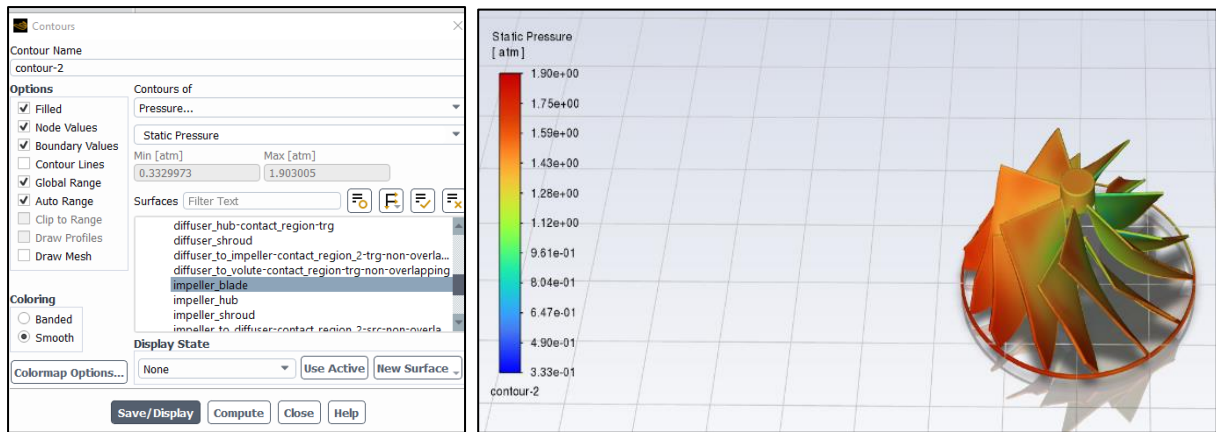 Contours
Contour Name
contour-2
Options
Filled
Node Values
Boundary Values
Contour Lines
Global Range
Auto Range
Clip to Range
Draw Profiles
Draw Mesh
Coloring
Banded
Smooth
Colormap Options...
Contours of
Pressure...
Static Pressure
Min [atm] Max [atm]
0.3329973 1.903005
Surfaces Filter Text
diffuser_hub-contact_region-trg
diffuser_shroud
diffuser_to_impeller-contact_region_2-trg-non-overla...
diffuser_to_volute-contact_region-trg-non-overlapping
impeller_blade
impeller_hub
impeller_shroud
impeller_to_diffuser-contact_region_2-src-non-overla...
Display State
None Use Active New Surface
Save/Display Compute Close Help
Static Pressure
[ atm ]
1.90e+00
1.75e+00
1.59e+00
1.43e+00
1.28e+00
1.12e+00
9.61e-01
8.04e-01
6.47e-01
4.90e-01
3.33e-01
contour-2